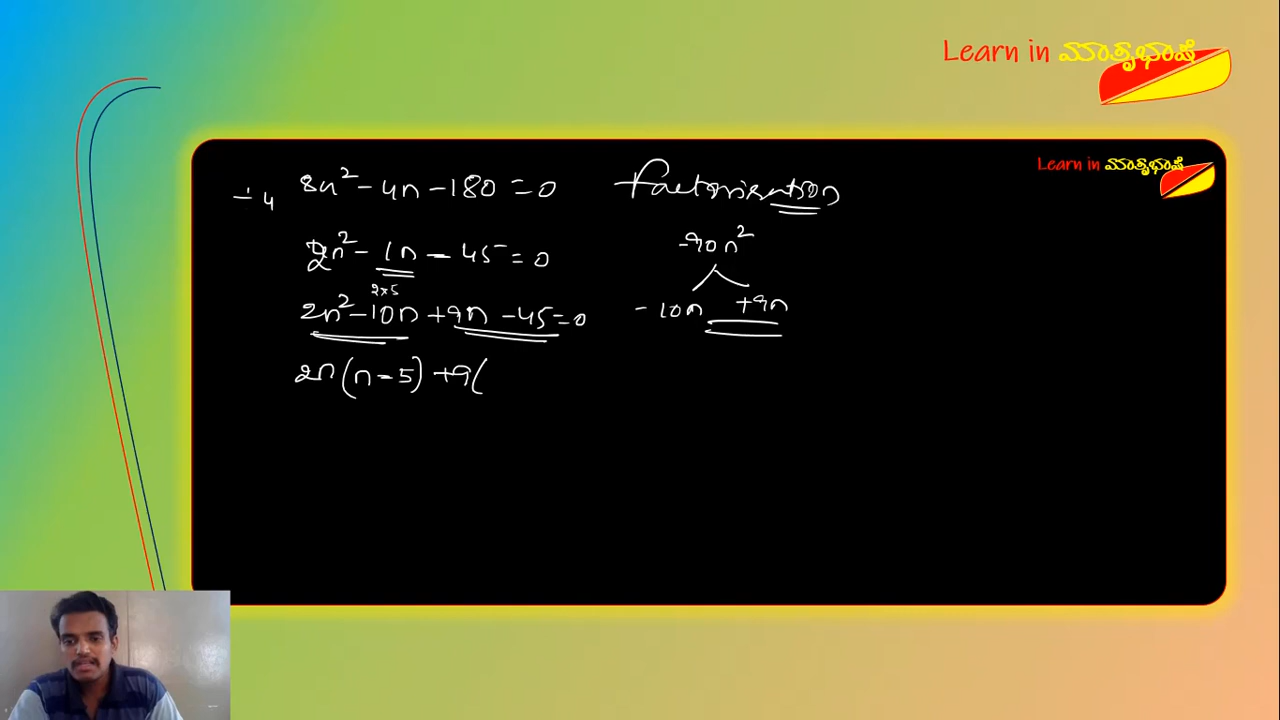 Learn in ಮಾತೃಭಾಷೆ
Learn in ಮಾತೃಭಾಷೆ
÷4 8n² - 4n - 180 = 0 Factorisation
2n² - 1n - 45 = 0
-90n²
2×5
2n² - 10n + 9n - 45 = 0
-10n +9n
2n(n - 5) + 9(